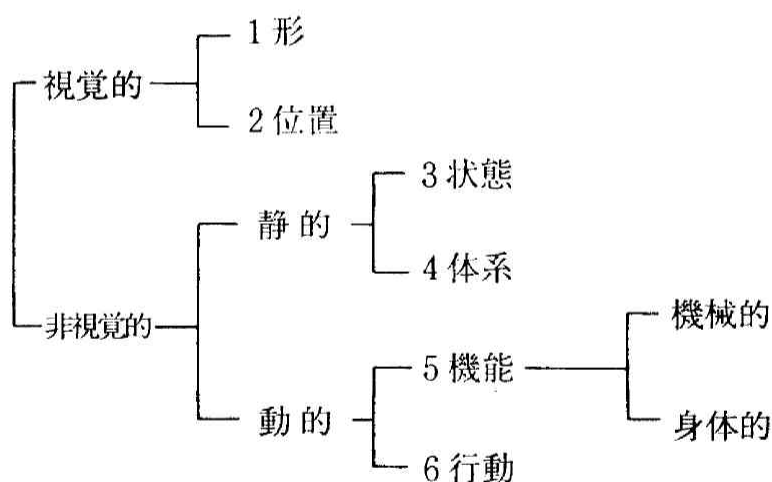 1 形
視覚的
2 位置
3 状態
静的
4 体系
非視覚的
機械的
5 機能
動的
身体的
6 行動